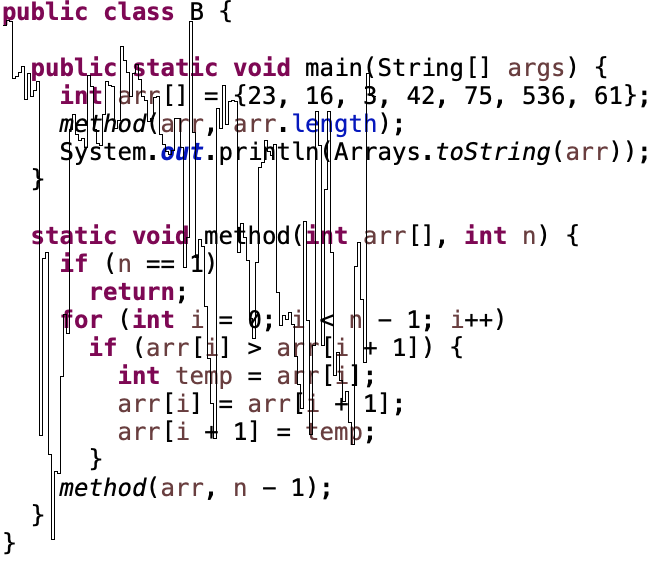 public class B {
public static void main(String[] args) {
int arr[] = {23, 16, 3, 42, 75, 536, 61};
method(arr, arr.length);
System.out.println(Arrays.toString(arr));
}
static void method(int arr[], int n) {
if (n == 1)
return;
for (int i = 0; i < n - 1; i++)
if (arr[i] > arr[i + 1]) {
int temp = arr[i];
arr[i] = arr[i + 1];
arr[i + 1] = temp;
}
method(arr, n - 1);
}
}